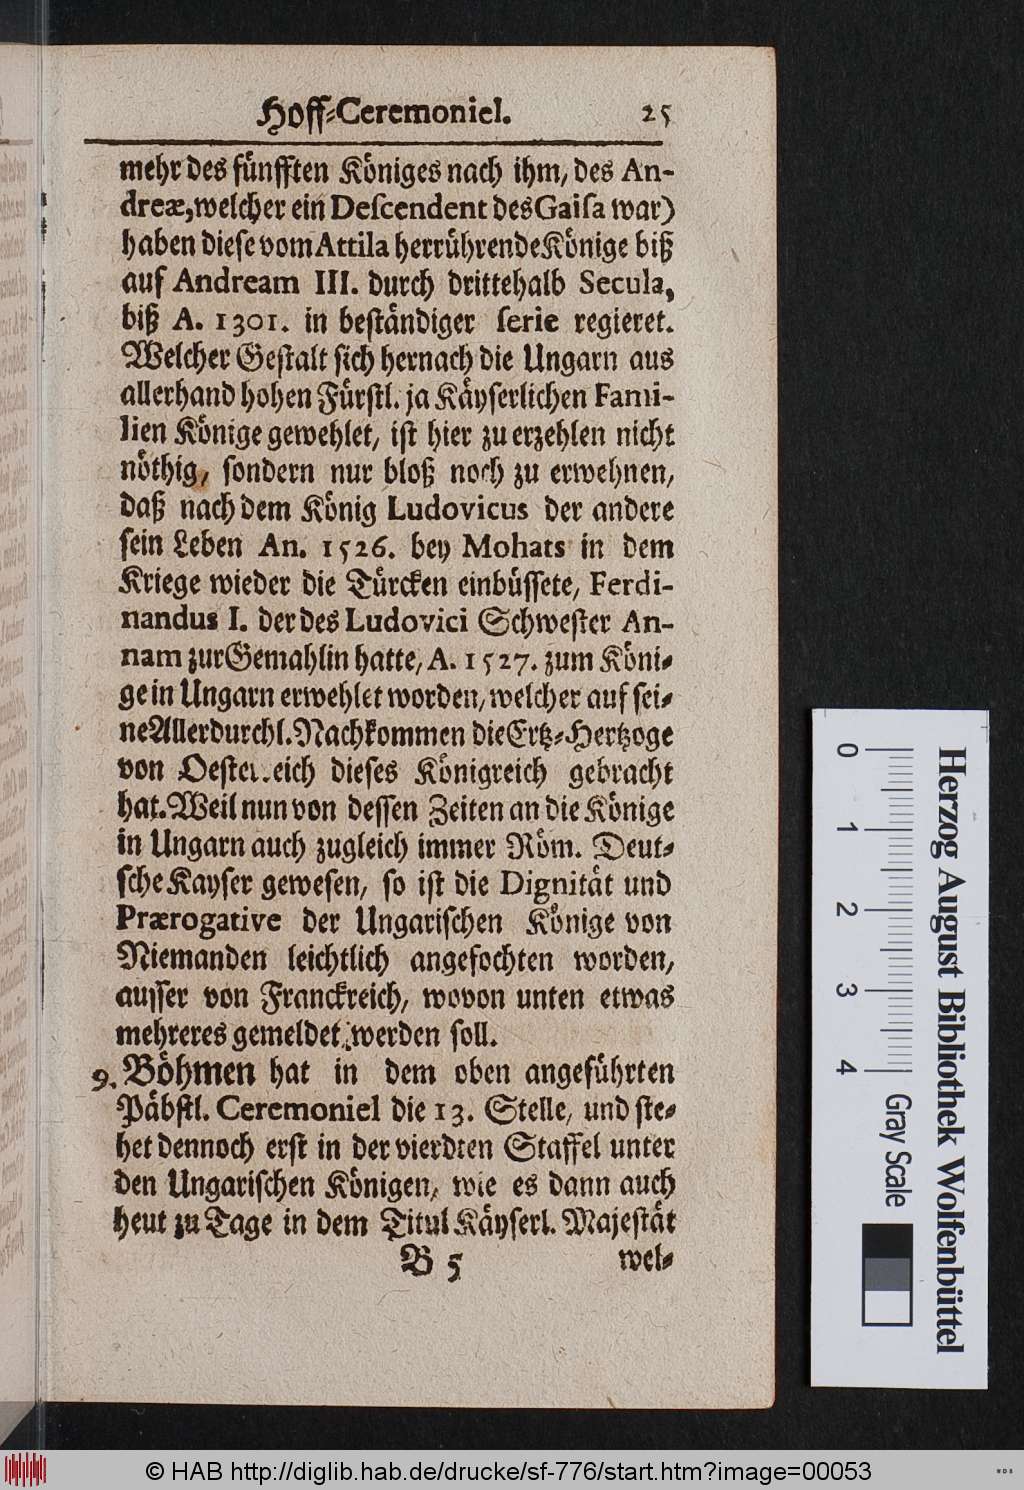 Hoff-Ceremoniel. 25
mehr des fünfften Königes nach ihm, des An-
dreæ, welcher ein Descendent des Gaisa war)
haben diese vom Attila herrührende Könige biß
auf Andream III. durch drittehalb Secula,
biß A. 1301. in beständiger serie regieret.
Welcher Gestalt sich hernach die Ungarn aus
allerhand hohen Fürstl. ja Käyserlichen Fami-
lien Könige gewehlet, ist hier zu erzehlen nicht
nöthig, sondern nur bloß noch zu erwehnen,
daß nach dem König Ludovicus der andere
sein Leben An. 1526. bey Mohats in dem
Kriege wieder die Türcken einbüssete, Ferdi-
nandus I. der des Ludovici Schwester An-
nam zur Gemahlin hatte, A. 1527. zum Köni-
ge in Ungarn erwehlet worden, welcher auf sei-
ne Allerdurchl. Nachkommen die Ertz-Hertzoge
von Oesterreich dieses Königreich gebracht
hat. Weil nun von dessen Zeiten an die Könige
in Ungarn auch zugleich immer Röm. Deut-
sche Kayser gewesen, so ist die Dignität und
Prærogative der Ungarischen Könige von
Niemanden leichtlich angefochten worden,
ausser von Franckreich, wovon unten etwas
mehreres gemeldet werden soll.
9. Böhmen hat in dem oben angeführten
Päbstl. Ceremoniel die 13. Stelle, und ste-
het dennoch erst in der vierdten Staffel unter
den Ungarischen Königen, wie es dann auch
heut zu Tage in dem Titul Käyserl. Majestät
B 5 wel-
0 1 2 3 4 Gray Scale
Herzog August Bibliothek Wolfenbüttel
© HAB http://diglib.hab.de/drucke/sf-776/start.htm?image=00053